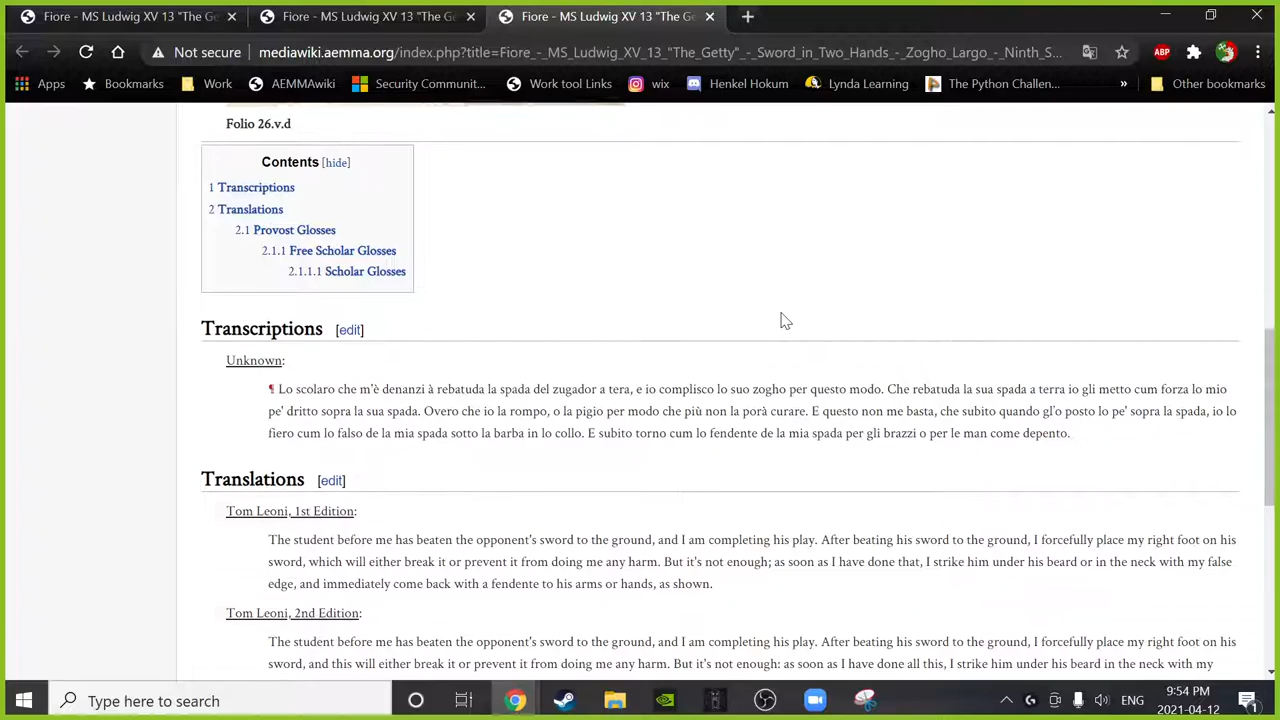 Fiore - MS Ludwig XV 13 "The Ge
Fiore - MS Ludwig XV 13 "The Ge
Fiore - MS Ludwig XV 13 "The Ge
Not secure
mediawiki.aemma.org/index.php?title=Fiore_-_MS_Ludwig_XV_13_"The_Getty"_-_Sword_in_Two_Hands_-_Zogho_Largo_-_Ninth_S...
ABP
Apps
Bookmarks
Work
AEMMAwiki
Security Communit...
Work tool Links
wix
Henkel Hokum
Lynda Learning
The Python Challen...
»
Other bookmarks
Folio 26.v.d
Contents [hide]
1 Transcriptions
2 Translations
2.1 Provost Glosses
2.1.1 Free Scholar Glosses
2.1.1.1 Scholar Glosses
Transcriptions [edit]
Unknown:
¶ Lo scolaro che m'è denanzi à rebatuda la spada del zugador a tera, e io complisco lo suo zogho per questo modo. Che rebatuda la sua spada a terra io gli metto cum forza lo mio
pe' dritto sopra la sua spada. Overo che io la rompo, o la pigio per modo che più non la porà curare. E questo non me basta, che subito quando gl'o posto lo pe' sopra la spada, io lo
fiero cum lo falso de la mia spada sotto la barba in lo collo. E subito torno cum lo fendente de la mia spada per gli brazzi o per le man come depento.
Translations [edit]
Tom Leoni, 1st Edition:
The student before me has beaten the opponent's sword to the ground, and I am completing his play. After beating his sword to the ground, I forcefully place my right foot on his
sword, which will either break it or prevent it from doing me any harm. But it's not enough; as soon as I have done that, I strike him under his beard or in the neck with my false
edge, and immediately come back with a fendente to his arms or hands, as shown.
Tom Leoni, 2nd Edition:
The student before me has beaten the opponent's sword to the ground, and I am completing his play. After beating his sword to the ground, I forcefully place my right foot on his
sword, and this will either break it or prevent it from doing me any harm. But it's not enough: as soon as I have done all this, I strike him under his beard in the neck with my
Type here to search
ENG
9:54 PM
2021-04-12
1